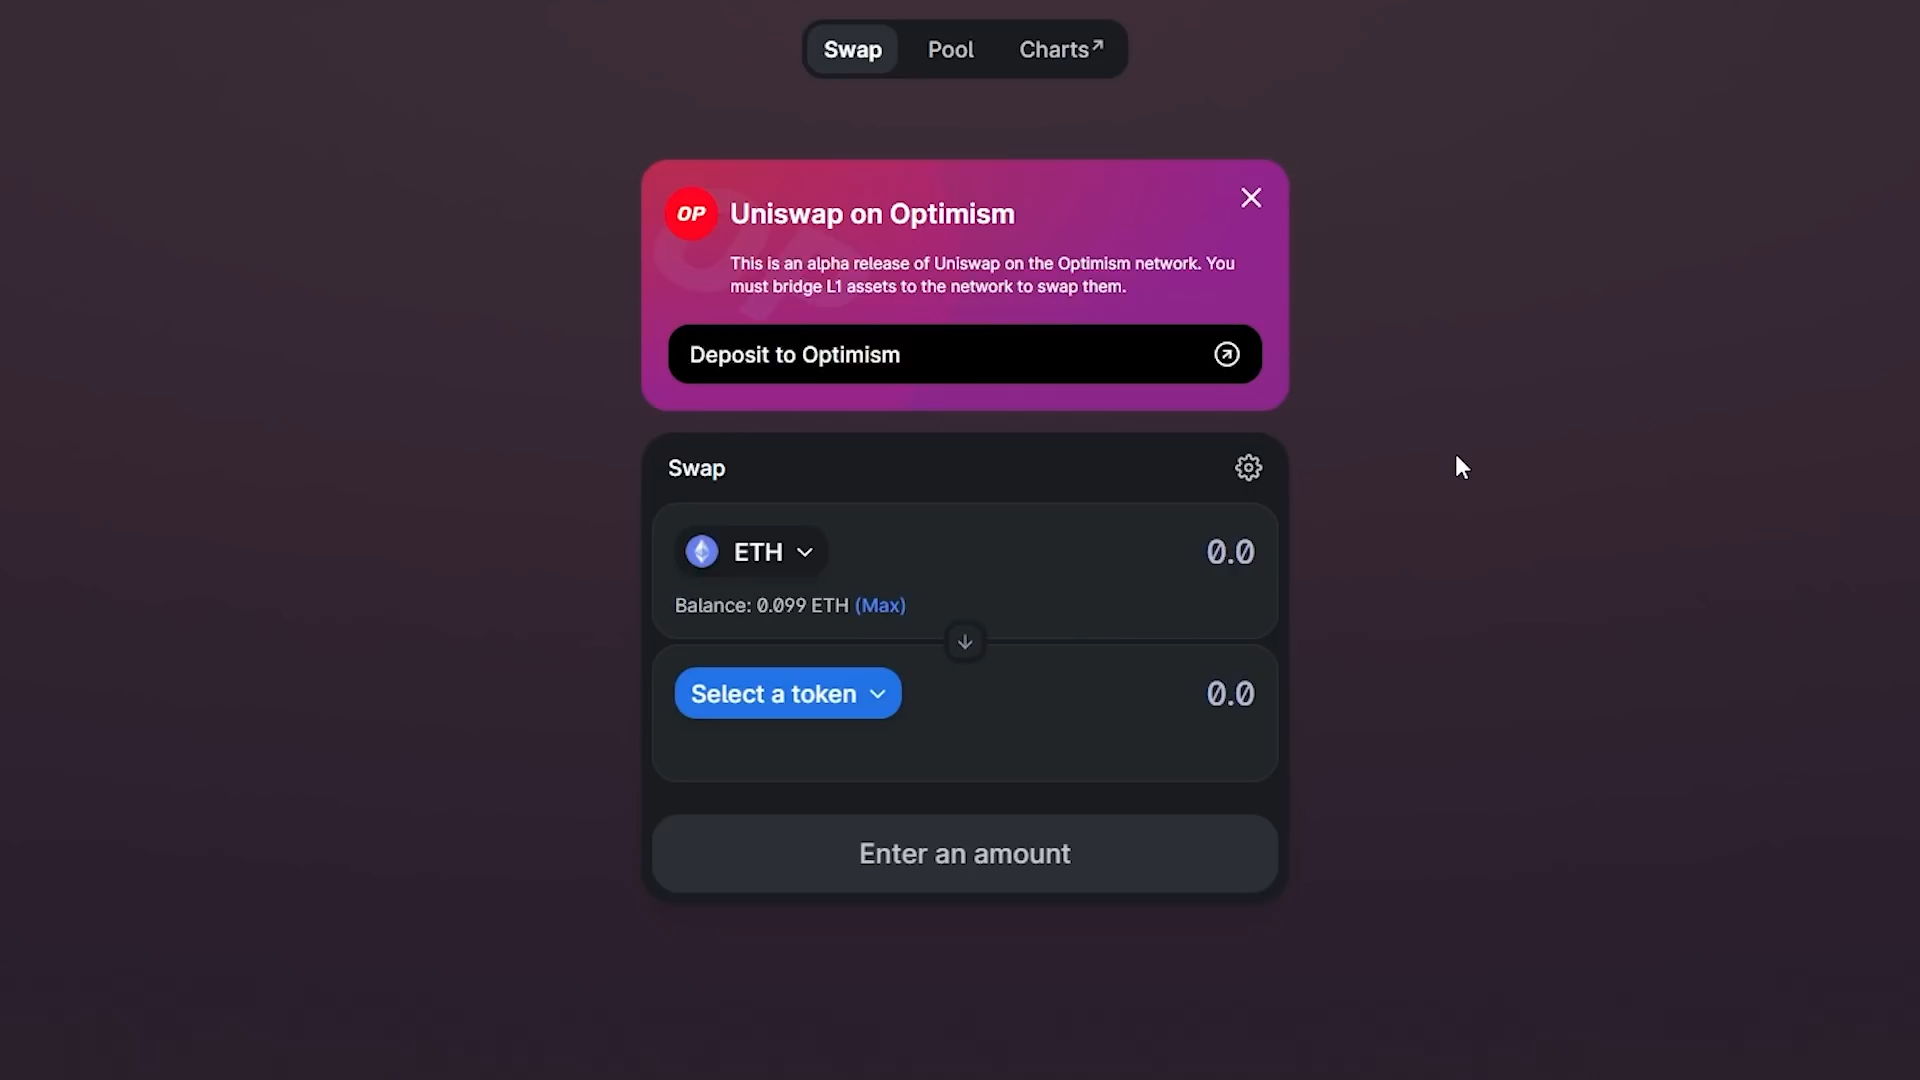 Swap
Pool
Charts↗
OP
Uniswap on Optimism
This is an alpha release of Uniswap on the Optimism network. You
must bridge L1 assets to the network to swap them.
Deposit to Optimism
Swap
ETH
0.0
Balance: 0.099 ETH (Max)
Select a token
0.0
Enter an amount